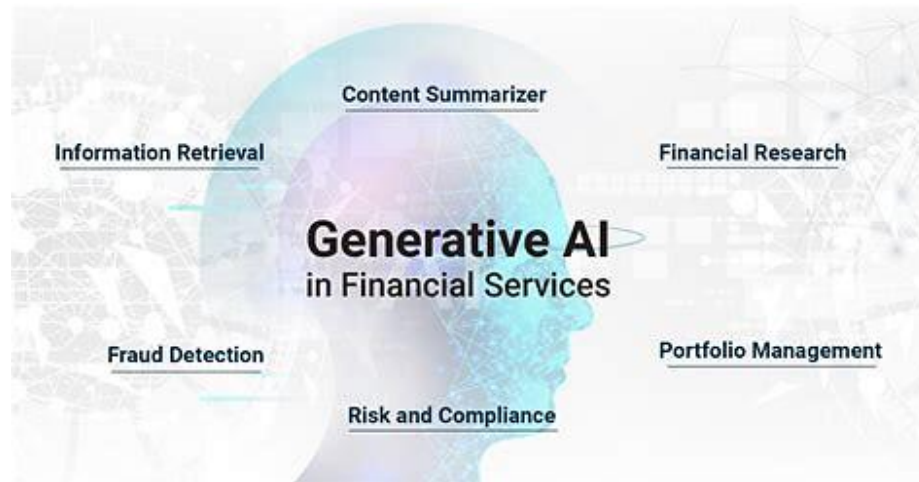 Content Summarizer
Information Retrieval
Financial Research
Generative AI
in Financial Services
Fraud Detection
Portfolio Management
Risk and Compliance